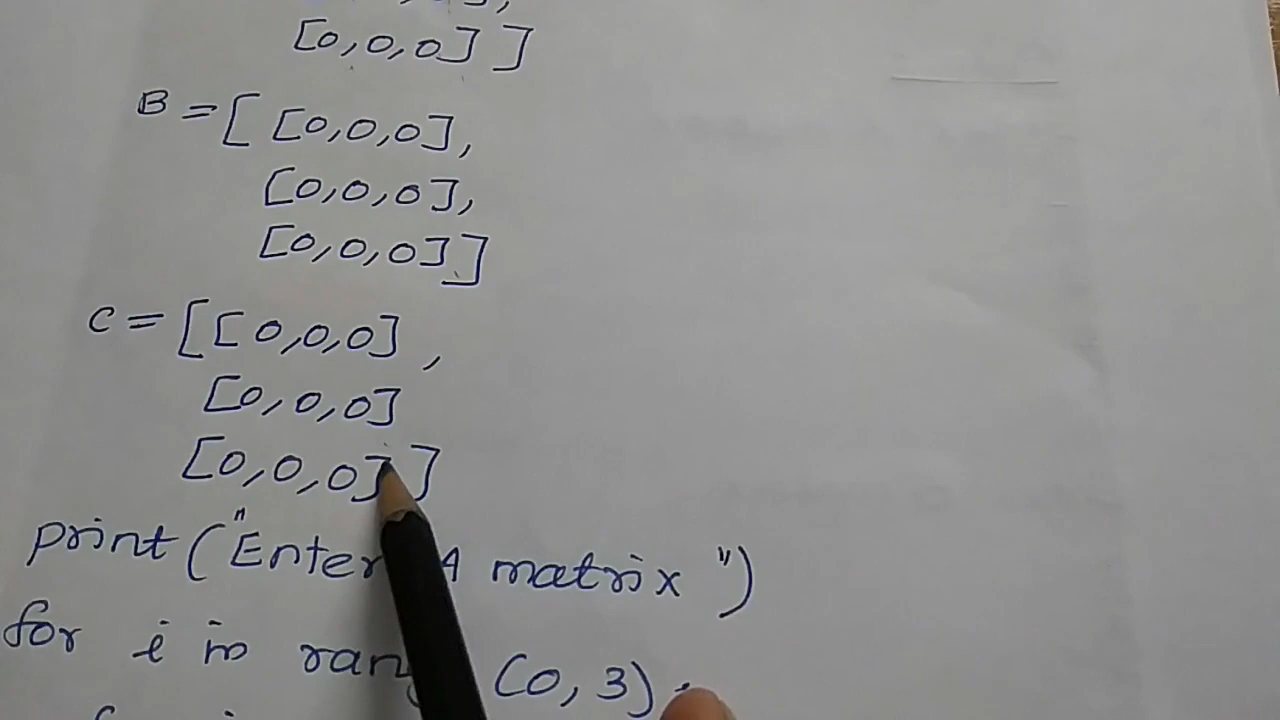 [0,0,0] ]
B = [ [0,0,0],
[0,0,0],
[0,0,0]]
C = [[0,0,0] ,
[0,0,0]
[0,0,0] ]
print ("Enter A matrix ")
for i in (0, 3) :